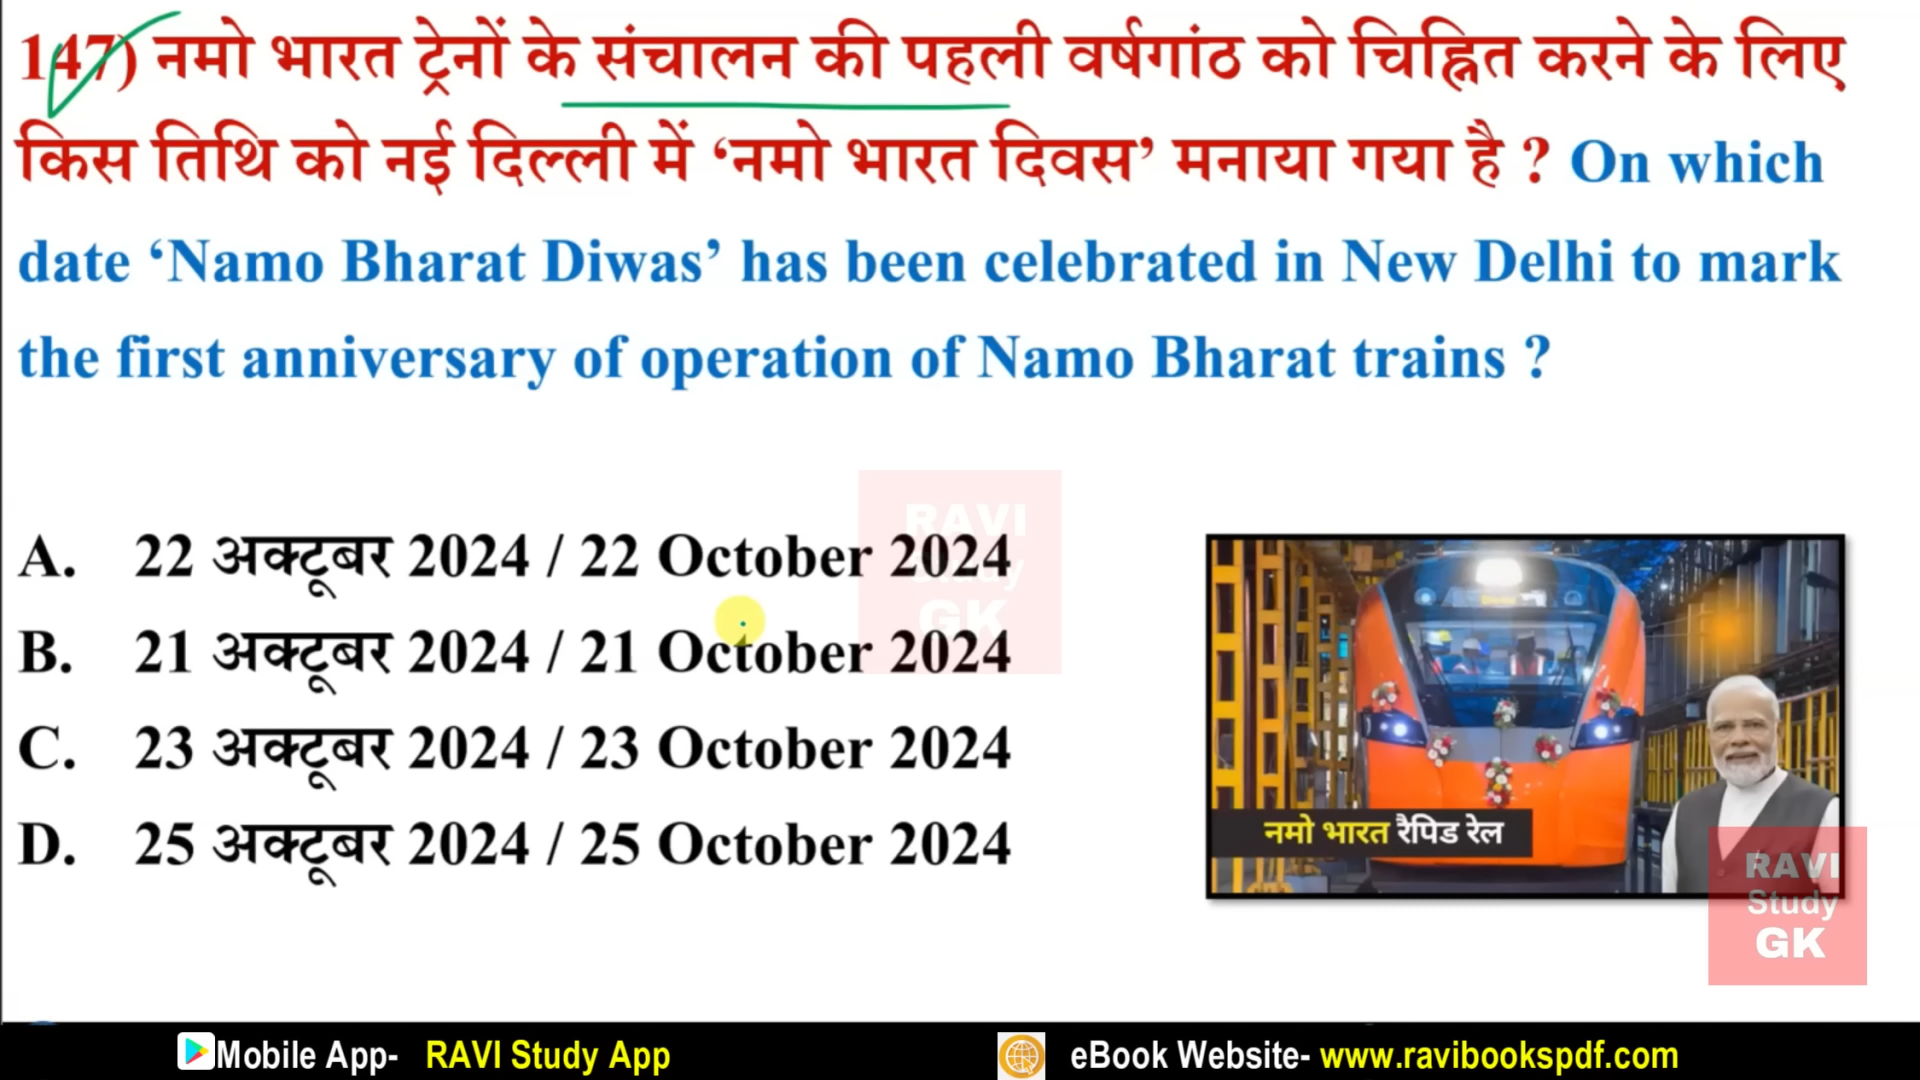 147) नमो भारत ट्रेनों के संचालन की पहली वर्षगांठ को चिह्नित करने के लिए
किस तिथि को नई दिल्ली में ‘नमो भारत दिवस’ मनाया गया है ? On which
date ‘Namo Bharat Diwas’ has been celebrated in New Delhi to mark
the first anniversary of operation of Namo Bharat trains ?
RAVI
Study
GK
A. 22 अक्टूबर 2024 / 22 October 2024
B. 21 अक्टूबर 2024 / 21 October 2024
C. 23 अक्टूबर 2024 / 23 October 2024
D. 25 अक्टूबर 2024 / 25 October 2024
नमो भारत रैपिड रेल
RAVI
Study
GK
Mobile App- RAVI Study App
eBook Website- www.ravibookspdf.com